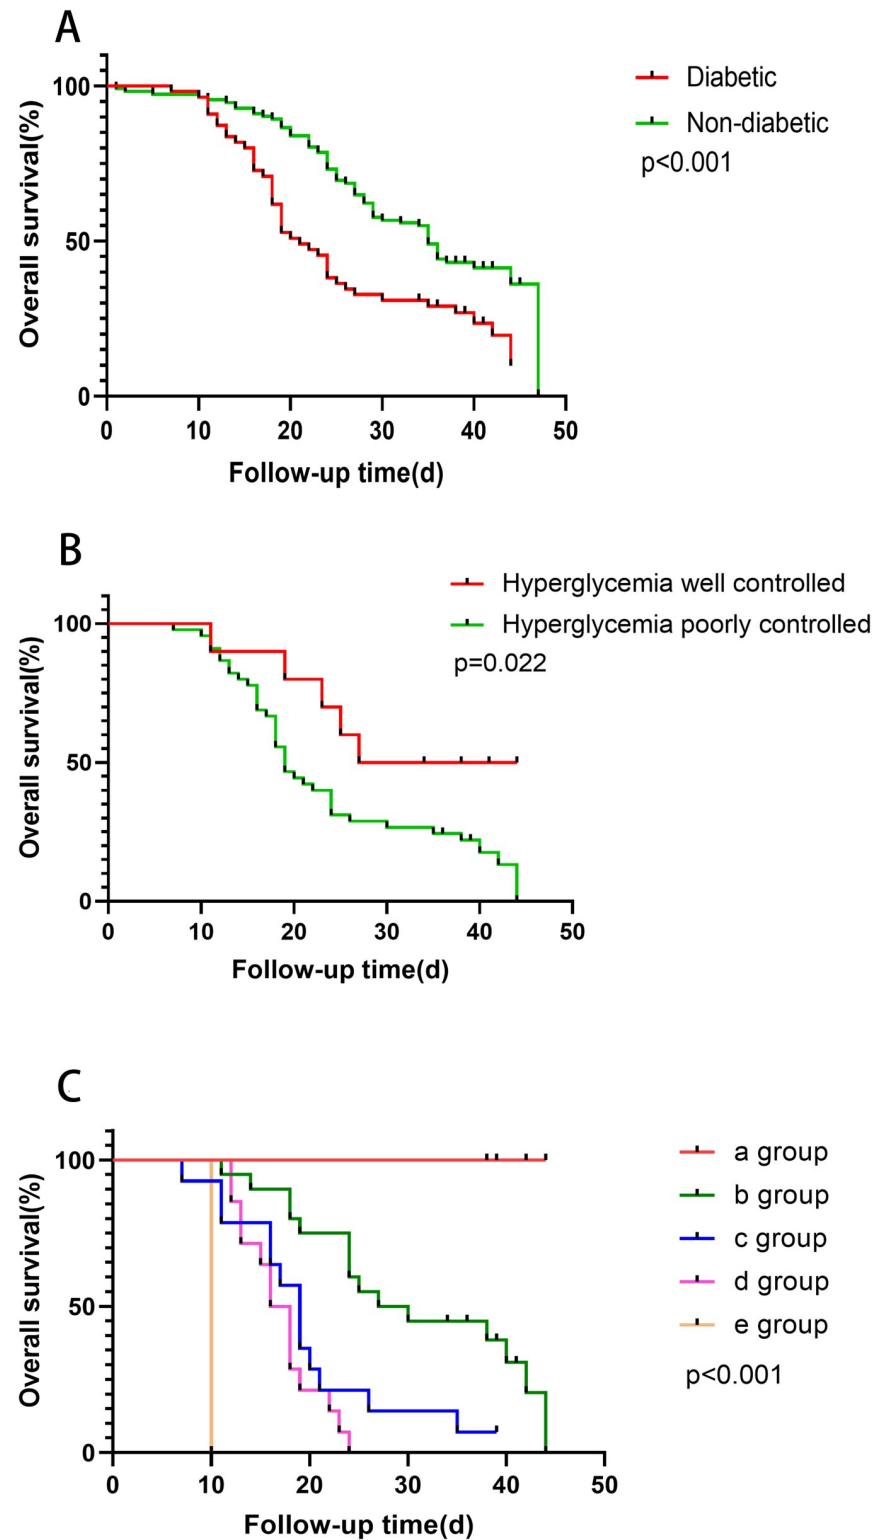 A
Diabetic
Non-diabetic
p<0.001
Overall survival(%)
100
50
0
0 10 20 30 40 50
Follow-up time(d)
B
Hyperglycemia well controlled
Hyperglycemia poorly controlled
p=0.022
Overall survival(%)
100
50
0
0 10 20 30 40 50
Follow-up time(d)
C
a group
b group
c group
d group
e group
p<0.001
Overall survival(%)
100
50
0
0 10 20 30 40 50
Follow-up time(d)